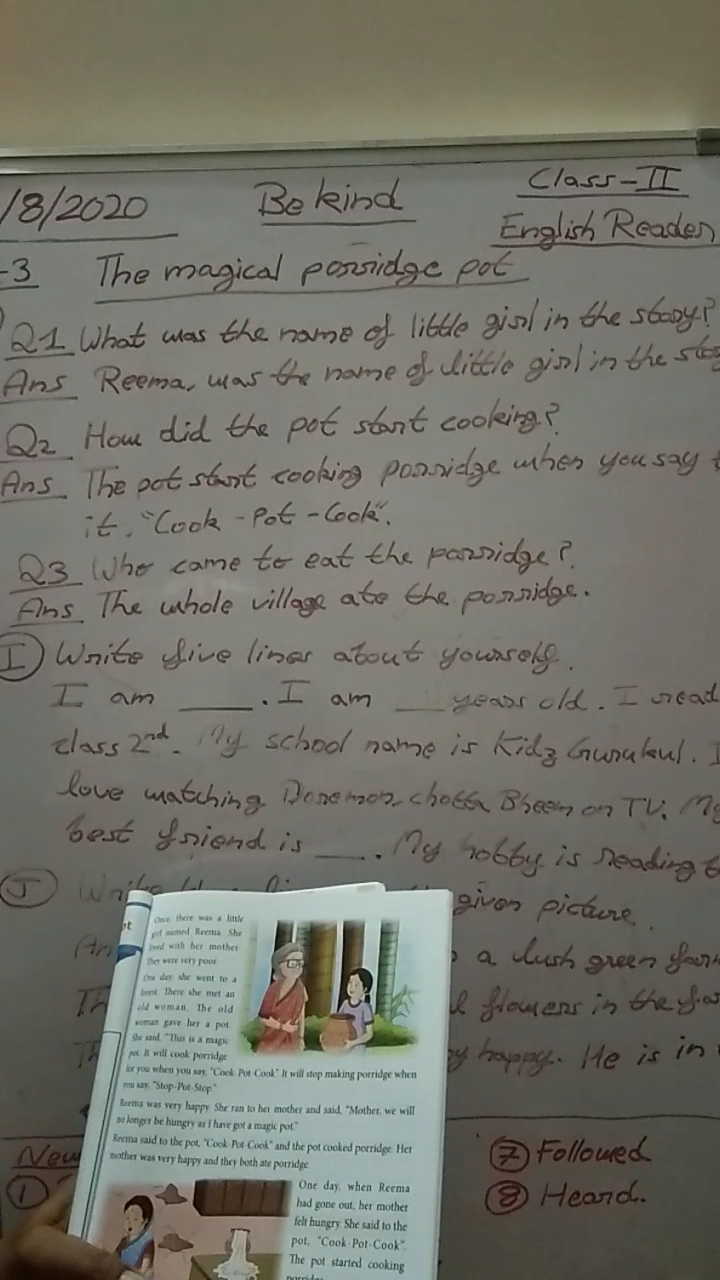 /8/2020 Be kind Class-II
English Reader
-3 The magical porridge pot
Q1 What was the name of little girl in the story?
Ans Reema, was the name of little girl in the
Q2 How did the pot start cooking?
Ans The pot start cooking porridge when you say
it, "Cook-Pot-Cook".
Q3 Who came to eat the porridge?
Ans The whole village ate the porridge.
I Write five lines about yourself.
I am ___. I am ___ years old. I read
class 2nd. My school name is Kidz Gurukul. I
love watching Doremon, chotta Bheem on TV. My
best friend is ___. My hobby is reading
J given picture.
a lush green
flowers in the
happy. He is in
New
1
7 Followed
8 Heard.
Once, there was a little
girl named Reema. She
lived with her mother
They were very poor.
One day, she went to a
forest. There she met an
old woman. The old
woman gave her a pot.
She said, "This is a magic
pot. It will cook porridge
for you when you say, "Cook-Pot-Cook" It will stop making porridge when
you say, "Stop-Pot-Stop"
Reema was very happy. She ran to her mother and said, "Mother, we will
no longer be hungry as I have got a magic pot."
Reema said to the pot, "Cook-Pot-Cook" and the pot cooked porridge. Her
mother was very happy and they both ate porridge.
One day, when Reema
had gone out, her mother
felt hungry. She said to the
pot, "Cook-Pot-Cook".
The pot started cooking